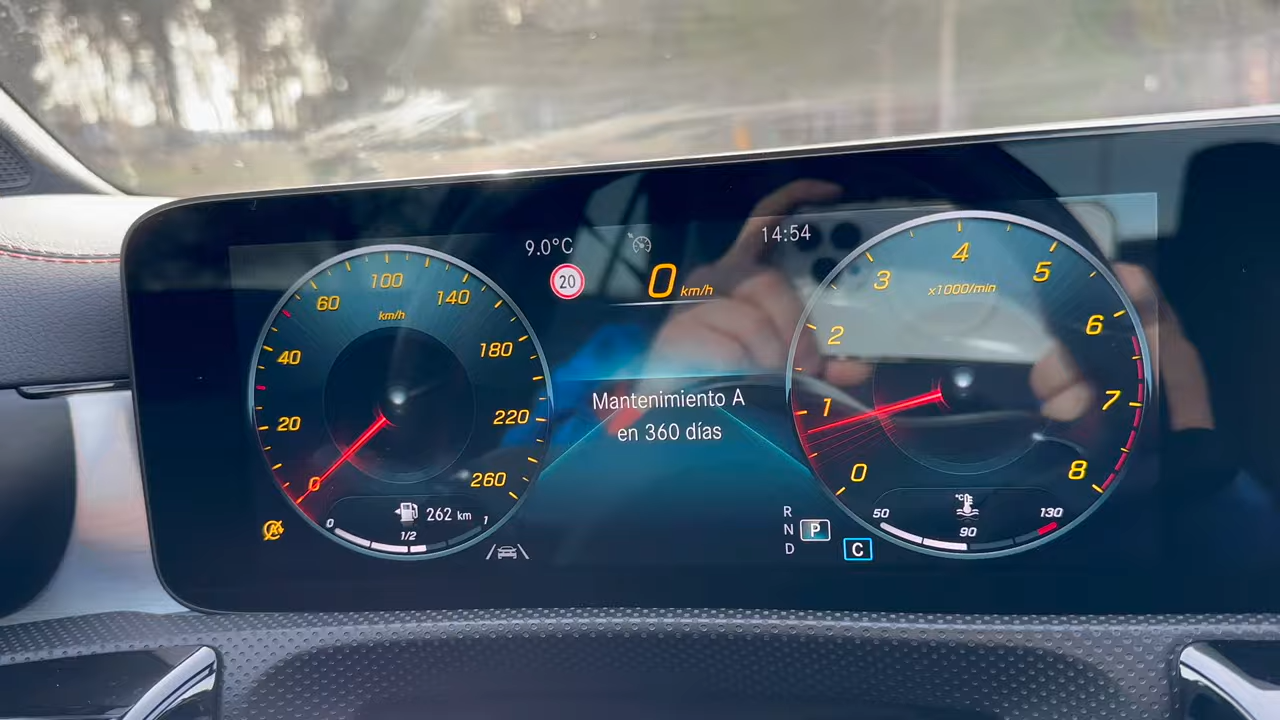 9.0°C
14:54
20
0 km/h
Mantenimiento A
en 360 días
0
20
40
60
100
140
180
220
260
km/h
262 km
0
1/2
1
0
1
2
3
4
5
6
7
8
x1000/min
R
N
D
P
C
°C
50
90
130
A